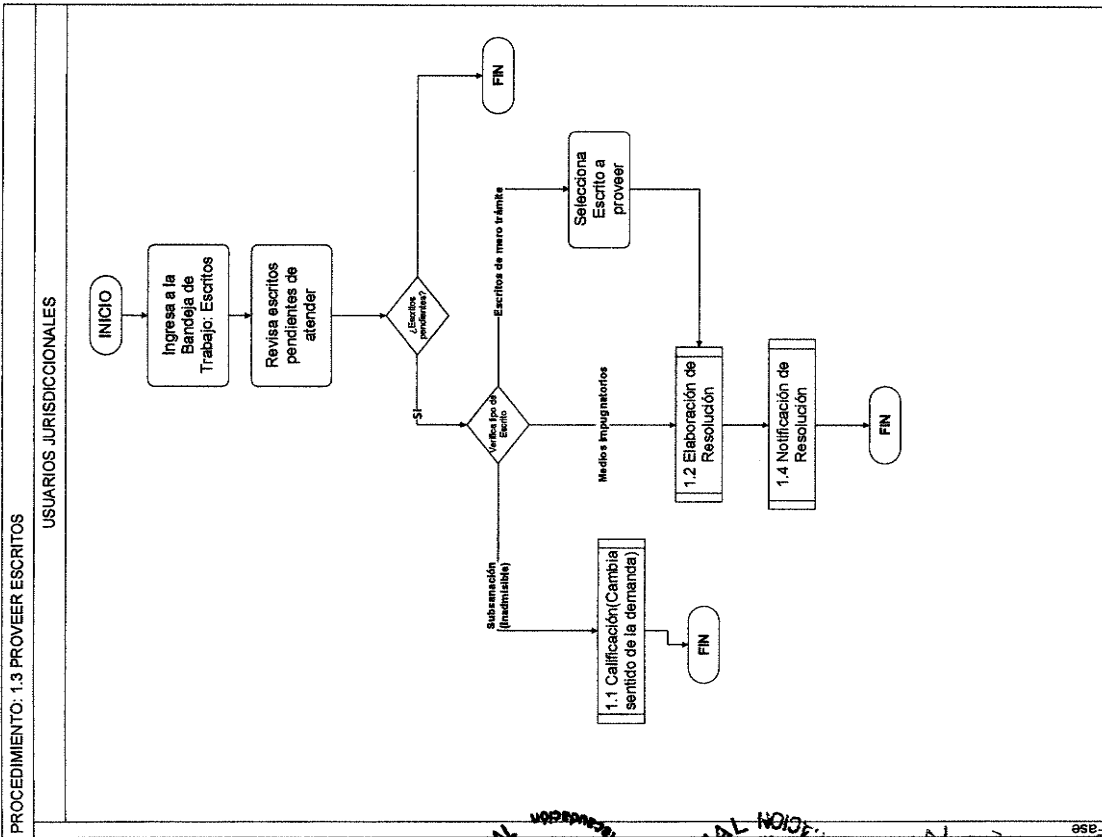 PROCEDIMIENTO: 1.3 PROVEER ESCRITOS
USUARIOS JURISDICCIONALES
INICIO
Ingresa a la
Bandeja de
Trabajo: Escritos
Revisa escritos
pendientes de
atender
¿Escritos
pendientes?
SI
FIN
Verifica tipo de
Escrito
Escritos de mero trámite
Selecciona
Escrito a
proveer
Medios Impugnatorios
Subsanación
(Inadmisible)
1.1 Calificación(Cambia
sentido de la demanda)
FIN
1.2 Elaboración de
Resolución
1.4 Notificación de
Resolución
FIN